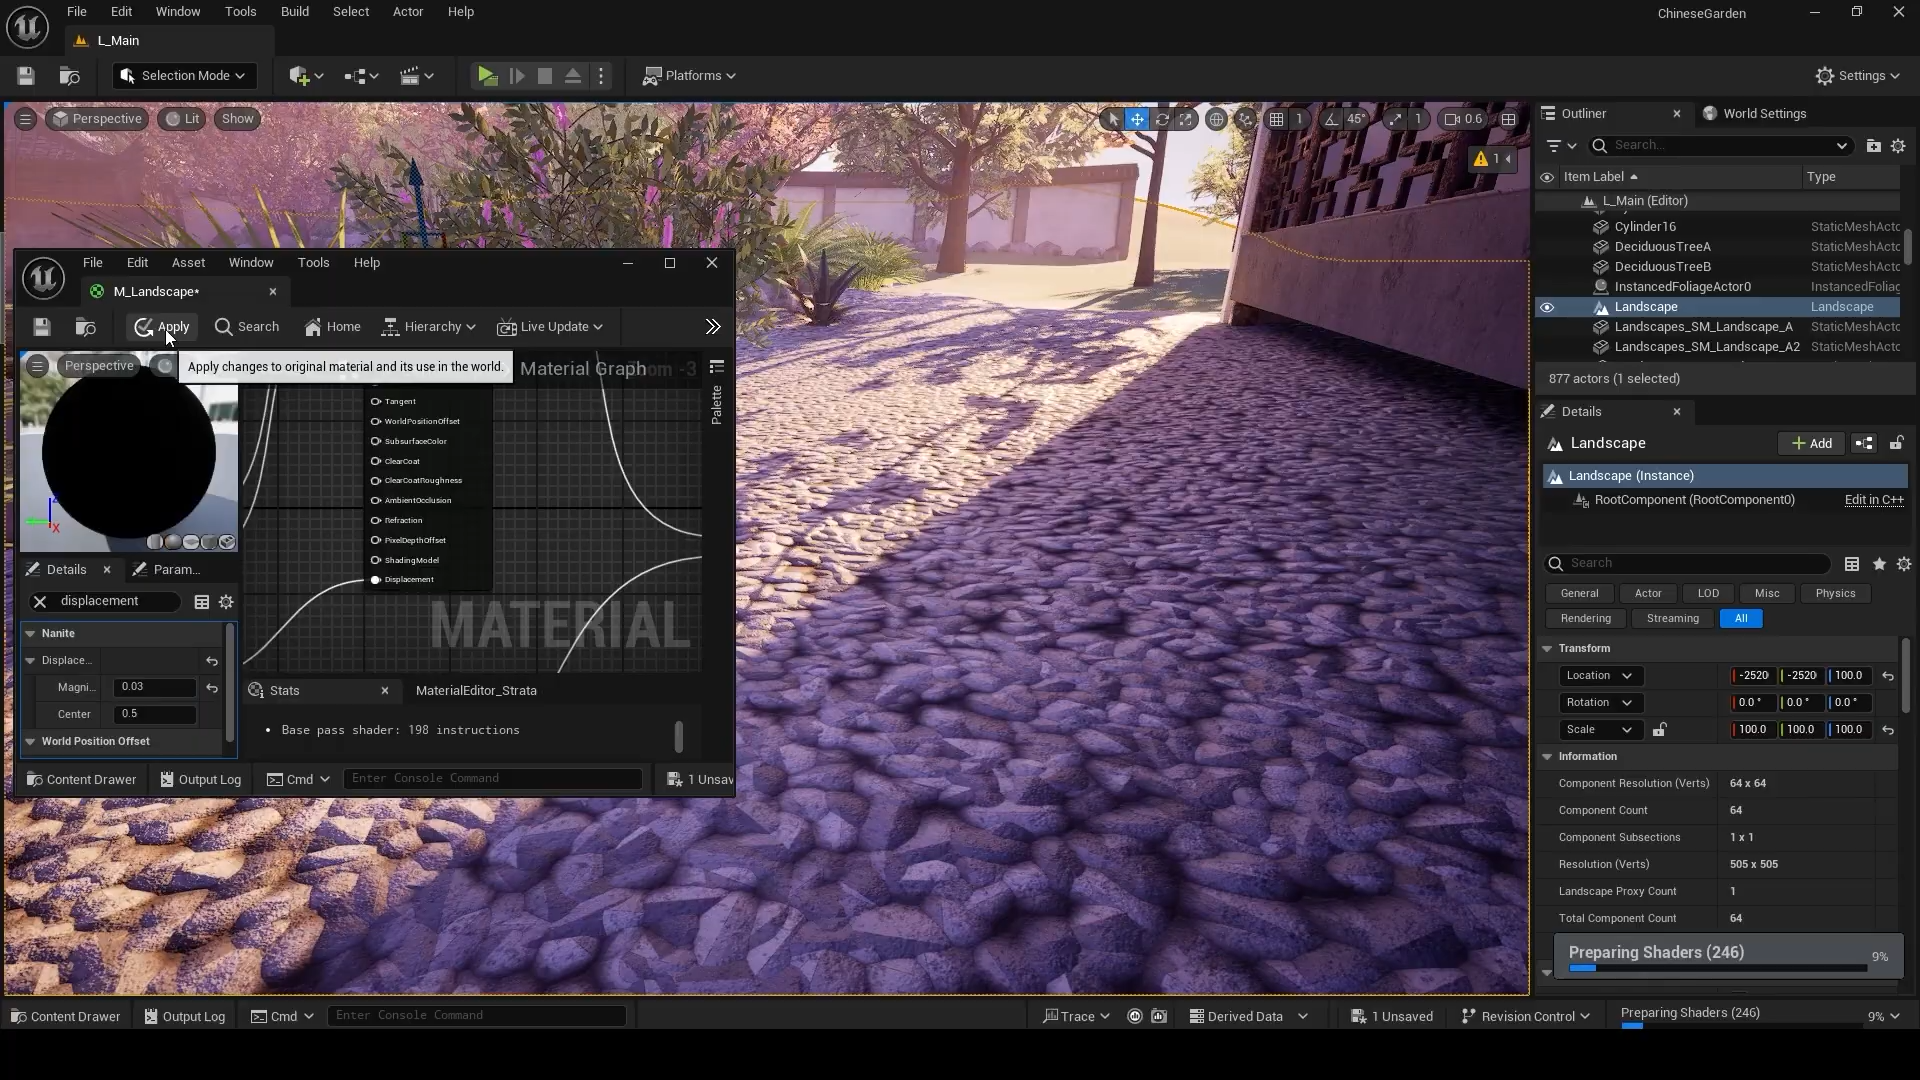 File Edit Window Tools Build Select Actor Help
ChineseGarden
L_Main
Selection Mode
Platforms
Settings
Perspective Lit Show
1 45° 1 0.6
1
Outliner
World Settings
Search...
Item Label Type
L_Main (Editor)
Cylinder16 StaticMeshActo
DeciduousTreeA StaticMeshActo
DeciduousTreeB StaticMeshActo
InstancedFoliageActor0 InstancedFoliag
Landscape Landscape
Landscapes_SM_Landscape_A StaticMeshActo
Landscapes_SM_Landscape_A2 StaticMeshActo
877 actors (1 selected)
Details
Landscape
Add
Landscape (Instance)
RootComponent (RootComponent0) Edit in C++
Search
General Actor LOD Misc Physics
Rendering Streaming All
Transform
Location -2520 -2520 100.0
Rotation 0.0 ° 0.0 ° 0.0 °
Scale 100.0 100.0 100.0
Information
Component Resolution (Verts) 64 x 64
Component Count 64
Component Subsections 1 x 1
Resolution (Verts) 505 x 505
Landscape Proxy Count 1
Total Component Count 64
Preparing Shaders (246)
9%
File Edit Asset Window Tools Help
M_Landscape*
Apply Search Home Hierarchy Live Update
Perspective
Apply changes to original material and its use in the world.
Material Graph
-3
Palette
X
Tangent
WorldPositionOffset
SubsurfaceColor
ClearCoat
ClearCoatRoughness
AmbientOcclusion
Refraction
PixelDepthOffset
ShadingModel
Displacement
MATERIAL
Details Param...
displacement
Nanite
Displace...
Magni... 0.03
Center 0.5
World Position Offset
Stats
MaterialEditor_Strata
• Base pass shader: 198 instructions
Content Drawer Output Log Cmd Enter Console Command 1 Unsav
Content Drawer Output Log Cmd Enter Console Command
Trace Derived Data 1 Unsaved Revision Control Preparing Shaders (246) 9%